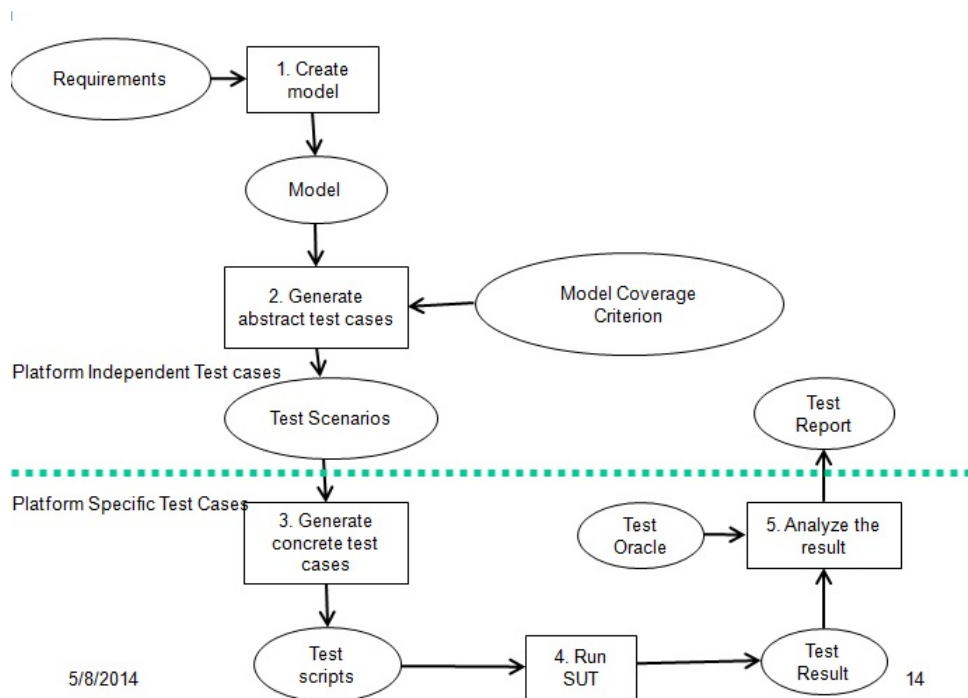 Requirements
1. Create
model
Model
2. Generate
abstract test cases
Model Coverage
Criterion
Platform Independent Test cases
Test Scenarios
Test
Report
Platform Specific Test Cases
3. Generate
concrete test
cases
Test
Oracle
5. Analyze the
result
Test
scripts
4. Run
SUT
Test
Result
5/8/2014
14